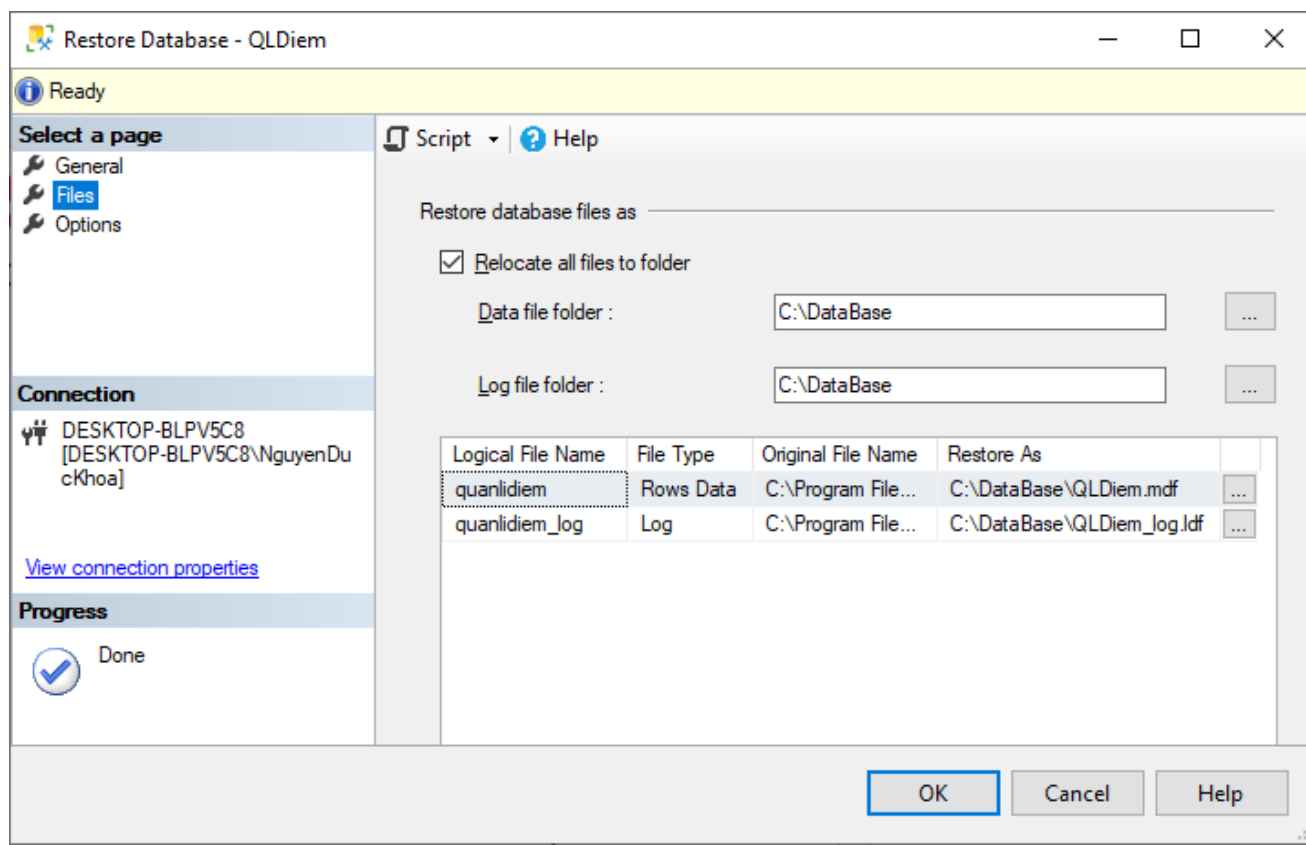 Restore Database - QLDiem
Ready
Select a page
General
Files
Options
Connection
DESKTOP-BLPV5C8
[DESKTOP-BLPV5C8\NguyenDu
cKhoa]
View connection properties
Progress
Done
Script
Help
Restore database files as
Relocate all files to folder
Data file folder :
C:\DataBase
...
Log file folder :
C:\DataBase
...
Logical File Name File Type Original File Name Restore As
quanlidiem Rows Data C:\Program File... C:\DataBase\QLDiem.mdf ...
quanlidiem_log Log C:\Program File... C:\DataBase\QLDiem_log.ldf ...
OK Cancel Help